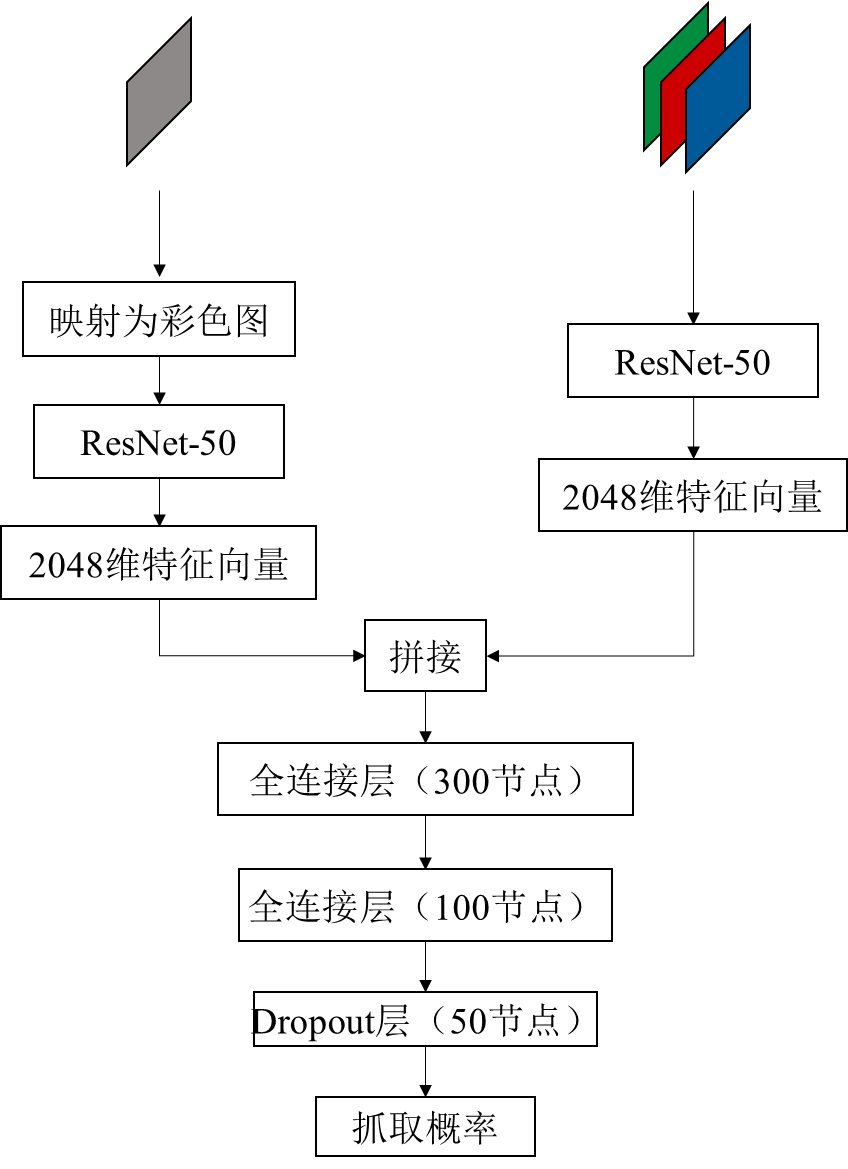 映射为彩色图
ResNet-50
2048维特征向量
ResNet-50
2048维特征向量
拼接
全连接层（300节点）
全连接层（100节点）
Dropout层（50节点）
抓取概率